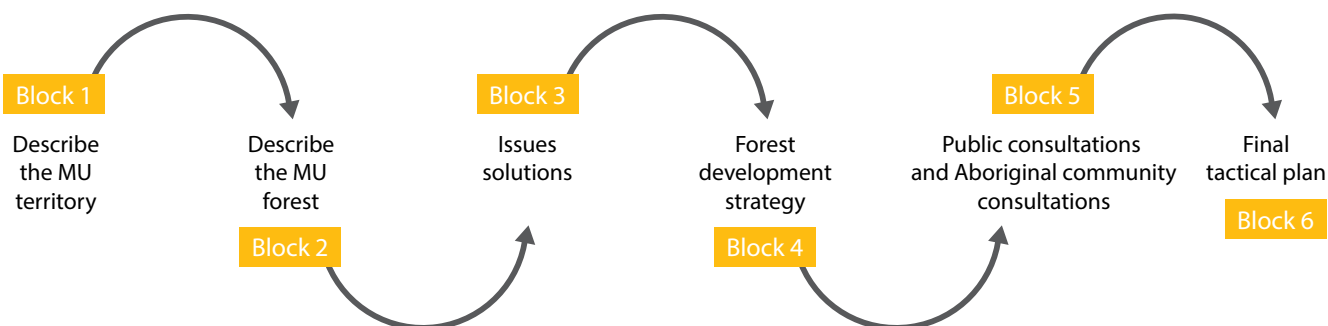 Block 1
Describe
the MU
territory
Describe
the MU
forest
Block 2
Block 3
Issues
solutions
Forest
development
strategy
Block 4
Block 5
Public consultations
and Aboriginal community
consultations
Final
tactical plan
Block 6